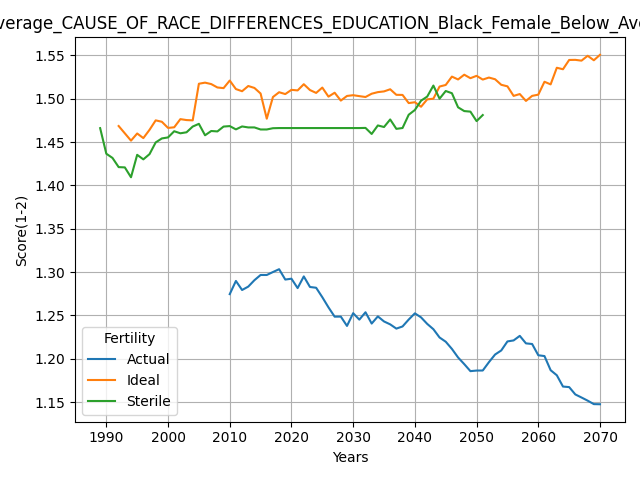 verage_CAUSE_OF_RACE_DIFFERENCES_EDUCATION_Black_Female_Below_Ave
1.55
1.50
1.45
1.40
1.35
1.30
1.25
1.20
1.15
Score(1-2)
Fertility
Actual
Ideal
Sterile
1990 2000 2010 2020 2030 2040 2050 2060 2070
Years